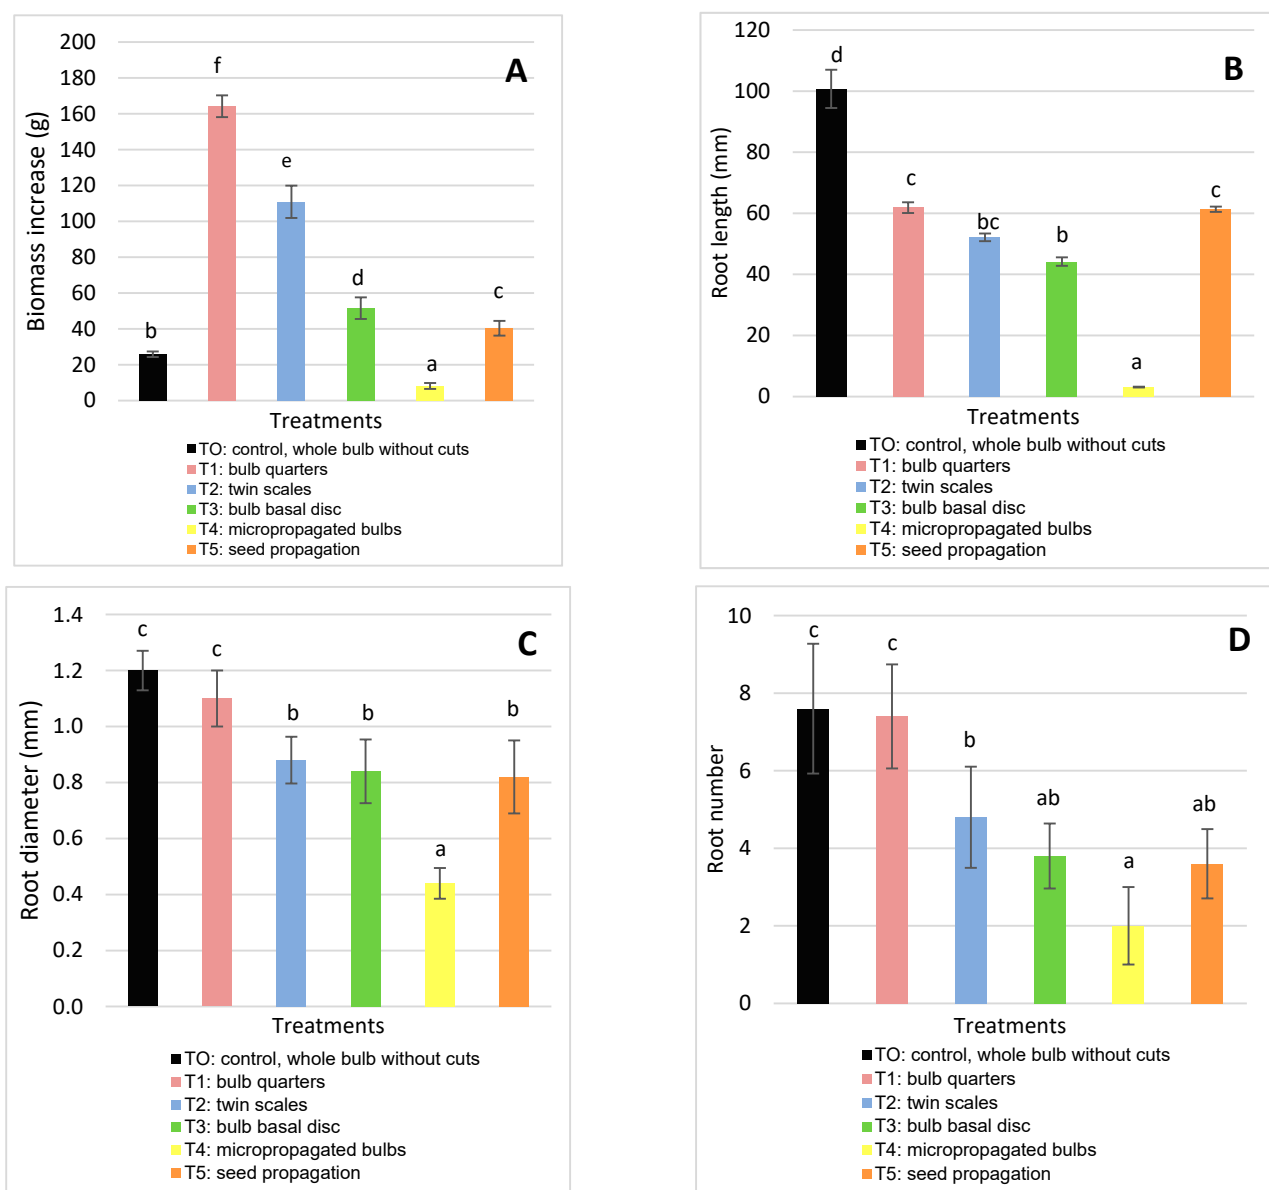 A
200
180
160
140
120
100
80
60
40
20
0
Biomass increase (g)
b
f
e
d
a
c
Treatments
TO: control, whole bulb without cuts
T1: bulb quarters
T2: twin scales
T3: bulb basal disc
T4: micropropagated bulbs
T5: seed propagation
B
120
100
80
60
40
20
0
Root length (mm)
d
c
bc
b
a
c
Treatments
TO: control, whole bulb without cuts
T1: bulb quarters
T2: twin scales
T3: bulb basal disc
T4: micropropagated bulbs
T5: seed propagation
C
1.4
1.2
1.0
0.8
0.6
0.4
0.2
0.0
Root diameter (mm)
c
c
b
b
a
b
Treatments
TO: control, whole bulb without cuts
T1: bulb quarters
T2: twin scales
T3: bulb basal disc
T4: micropropagated bulbs
T5: seed propagation
D
10
8
6
4
2
0
Root number
c
c
b
ab
a
ab
Treatments
TO: control, whole bulb without cuts
T1: bulb quarters
T2: twin scales
T3: bulb basal disc
T4: micropropagated bulbs
T5: seed propagation